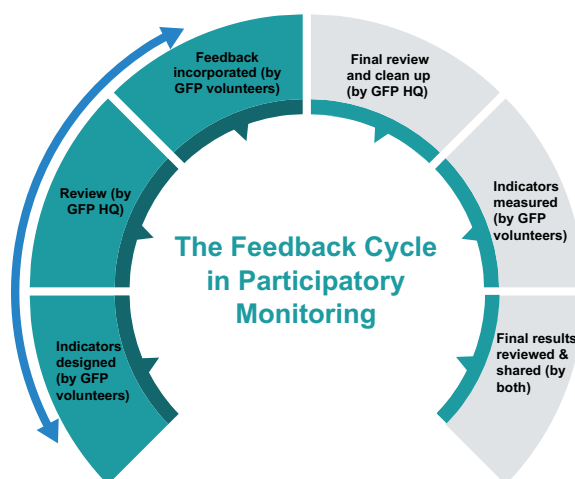 Feedback
incorporated (by
GFP volunteers)
Final review
and clean up
(by GFP HQ)
Review (by
GFP HQ)
Indicators
measured
(by GFP
volunteers)
The Feedback Cycle
in Participatory
Monitoring
Indicators
designed
(by GFP
volunteers)
Final results
reviewed &
shared (by
both)